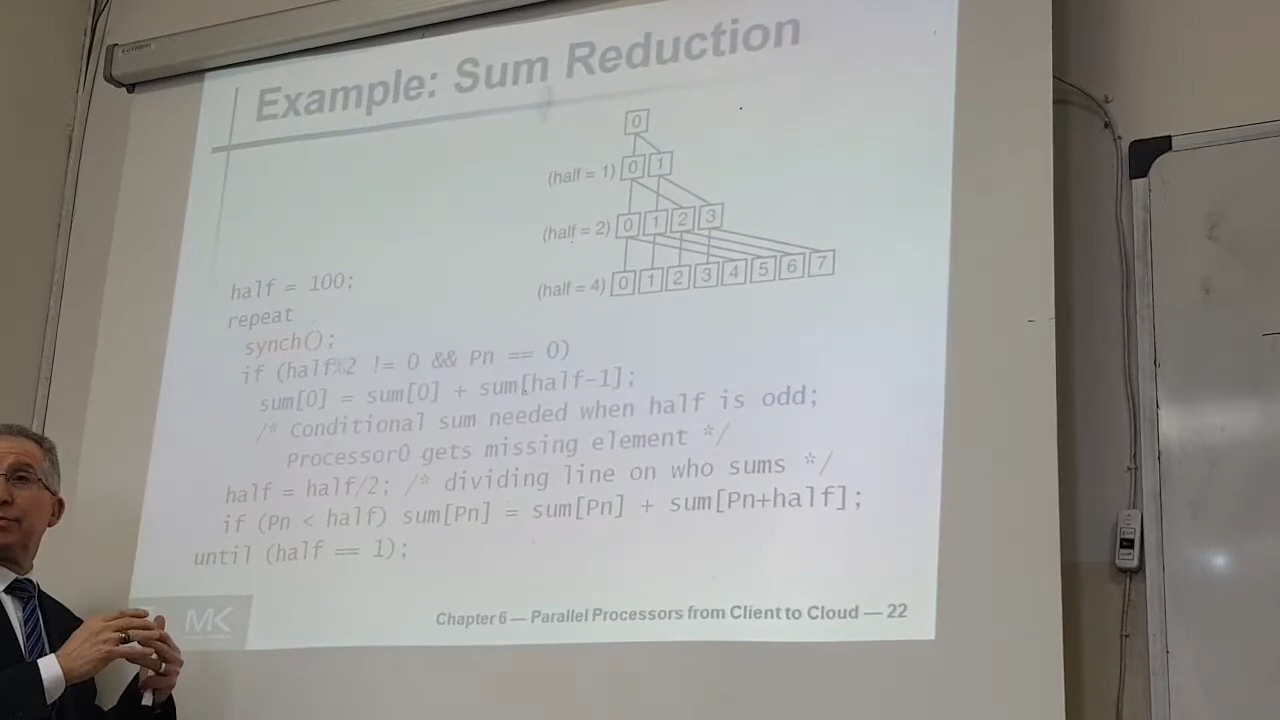 Example: Sum Reduction
0
(half = 1) 0 1
(half = 2) 0 1 2 3
(half = 4) 0 1 2 3 4 5 6 7
half = 100;
repeat
synch();
if (half%2 != 0 && Pn == 0)
sum[0] = sum[0] + sum[half-1];
/* Conditional sum needed when half is odd;
Processor0 gets missing element */
half = half/2; /* dividing line on who sums */
if (Pn < half) sum[Pn] = sum[Pn] + sum[Pn+half];
until (half == 1);
MK
Chapter 6 — Parallel Processors from Client to Cloud — 22